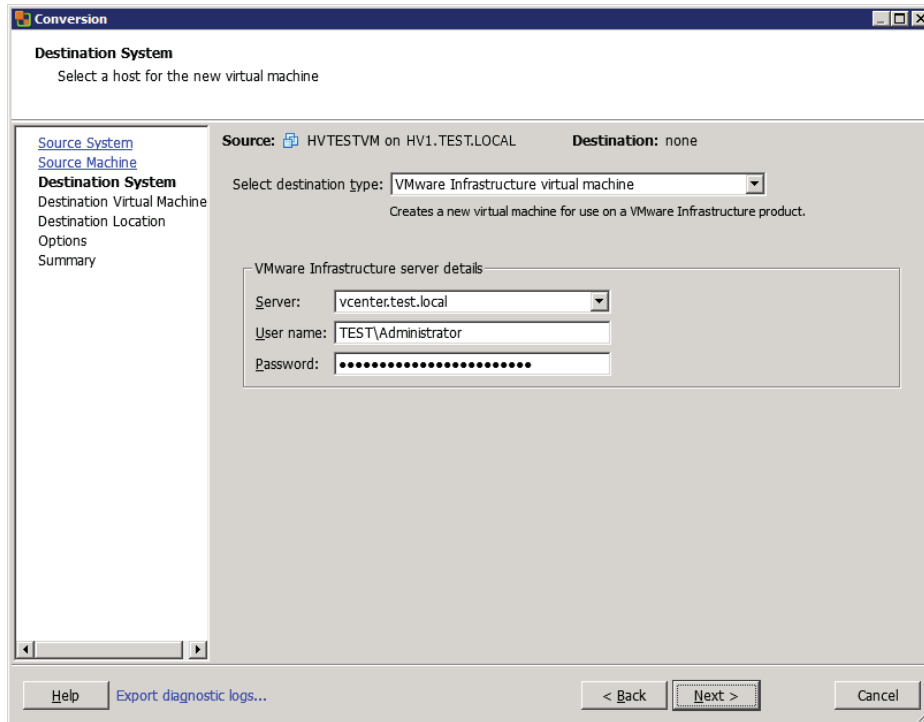 Conversion
Destination System
Select a host for the new virtual machine
Source System
Source Machine
Destination System
Destination Virtual Machine
Destination Location
Options
Summary
Source: HVTESTVM on HV1.TEST.LOCAL Destination: none
Select destination type: VMware Infrastructure virtual machine
Creates a new virtual machine for use on a VMware Infrastructure product.
VMware Infrastructure server details
Server: vcenter.test.local
User name: TEST\Administrator
Password: ••••••••••••••••••••••••
Help Export diagnostic logs... < Back Next > Cancel